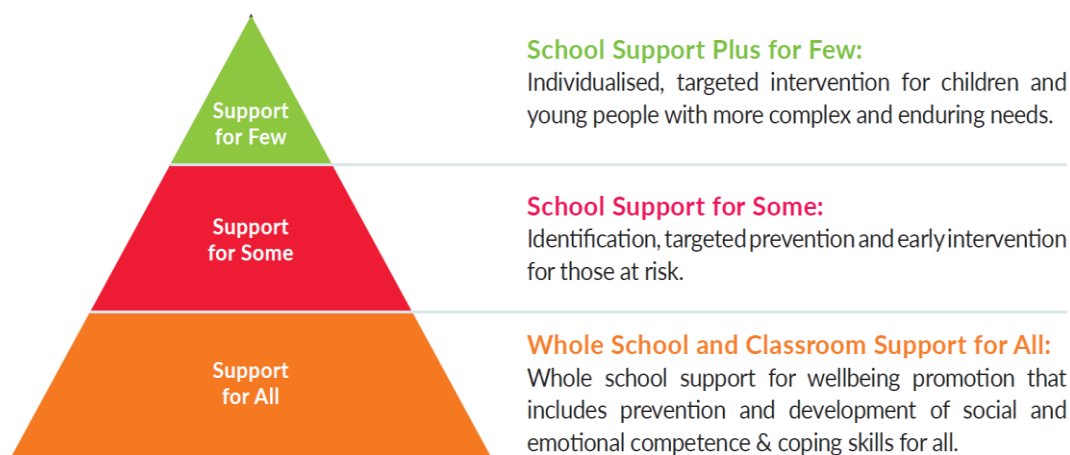 Support
for Few
School Support Plus for Few:
Individualised, targeted intervention for children and
young people with more complex and enduring needs.
Support
for Some
School Support for Some:
Identification, targeted prevention and early intervention
for those at risk.
Support
for All
Whole School and Classroom Support for All:
Whole school support for wellbeing promotion that
includes prevention and development of social and
emotional competence & coping skills for all.